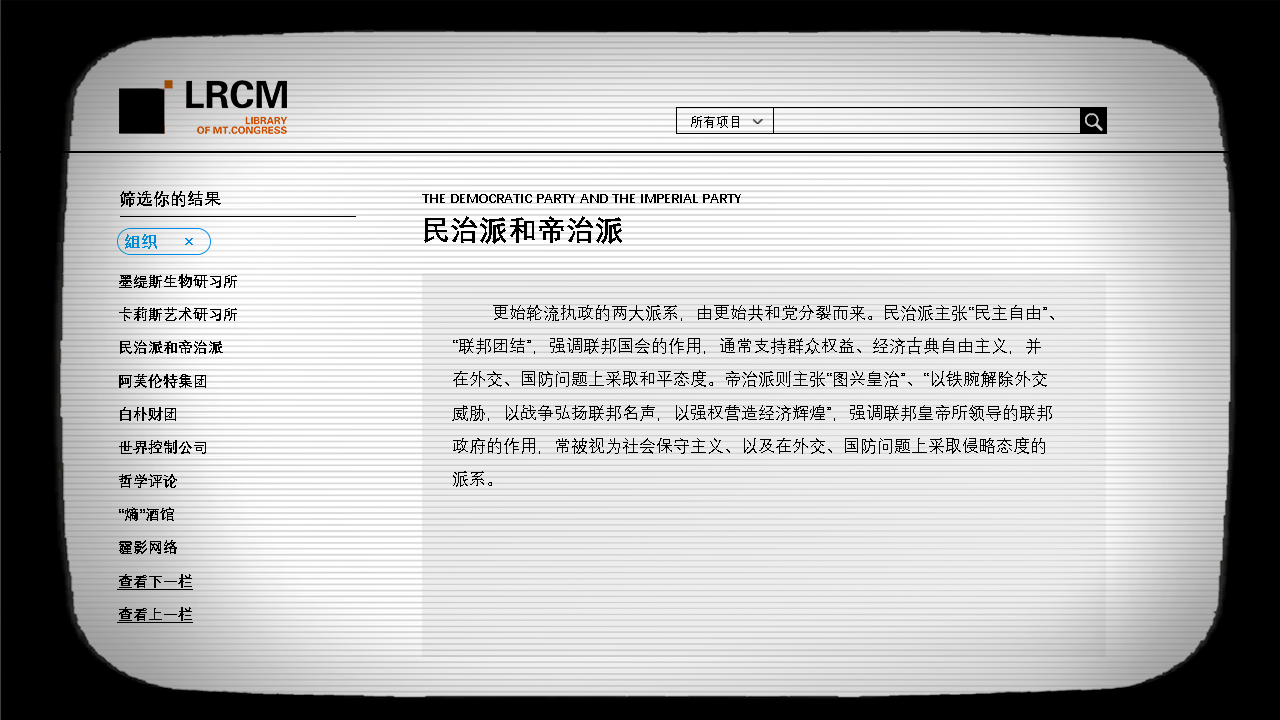 LRCM
LIBRARY
OF MT.CONGRESS
所有项目
筛选你的结果
組织 ×
墨缇斯生物研习所
卡莉斯艺术研习所
民治派和帝治派
阿芙伦特集团
白朴财团
世界控制公司
哲学评论
“熵”酒馆
霾影网络
查看下一栏
查看上一栏
THE DEMOCRATIC PARTY AND THE IMPERIAL PARTY
民治派和帝治派
更始轮流执政的两大派系，由更始共和党分裂而来。民治派主张“民主自由”、
“联邦团结”，强调联邦国会的作用，通常支持群众权益、经济古典自由主义，并
在外交、国防问题上采取和平态度。帝治派则主张“图兴皇治”、“以铁腕解除外交
威胁，以战争弘扬联邦名声，以强权营造经济辉煌”，强调联邦皇帝所领导的联邦
政府的作用，常被视为社会保守主义、以及在外交、国防问题上采取侵略态度的
派系。